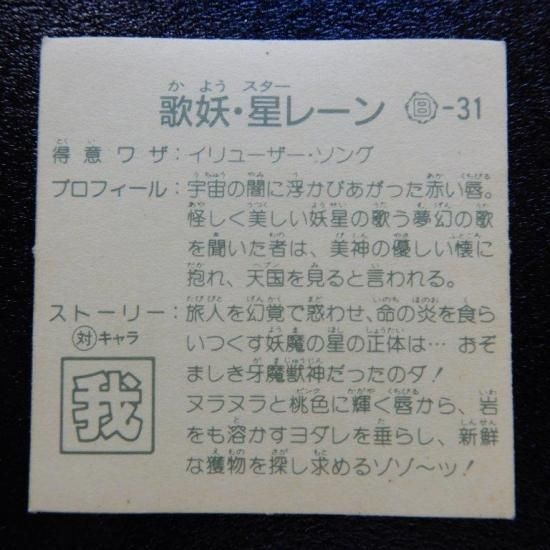 歌妖・星レーン Ⓑ-31
得意ワザ：イリューザー・ソング
プロフィール：宇宙の闇に浮かびあがった赤い唇。
怪しく美しい妖星の歌う夢幻の歌
を聞いた者は、美神の優しい懐に
抱れ、天国を見ると言われる。
ストーリー：旅人を幻覚で惑わせ、命の炎を食ら
いつくす妖魔の星の正体は… おぞ
ましき牙魔獣神だったのダ！
ヌラヌラと桃色に輝く唇から、岩
をも溶かすヨダレを垂らし、新鮮
な獲物を探し求めるゾゾ〜ッ！
対キャラ
我